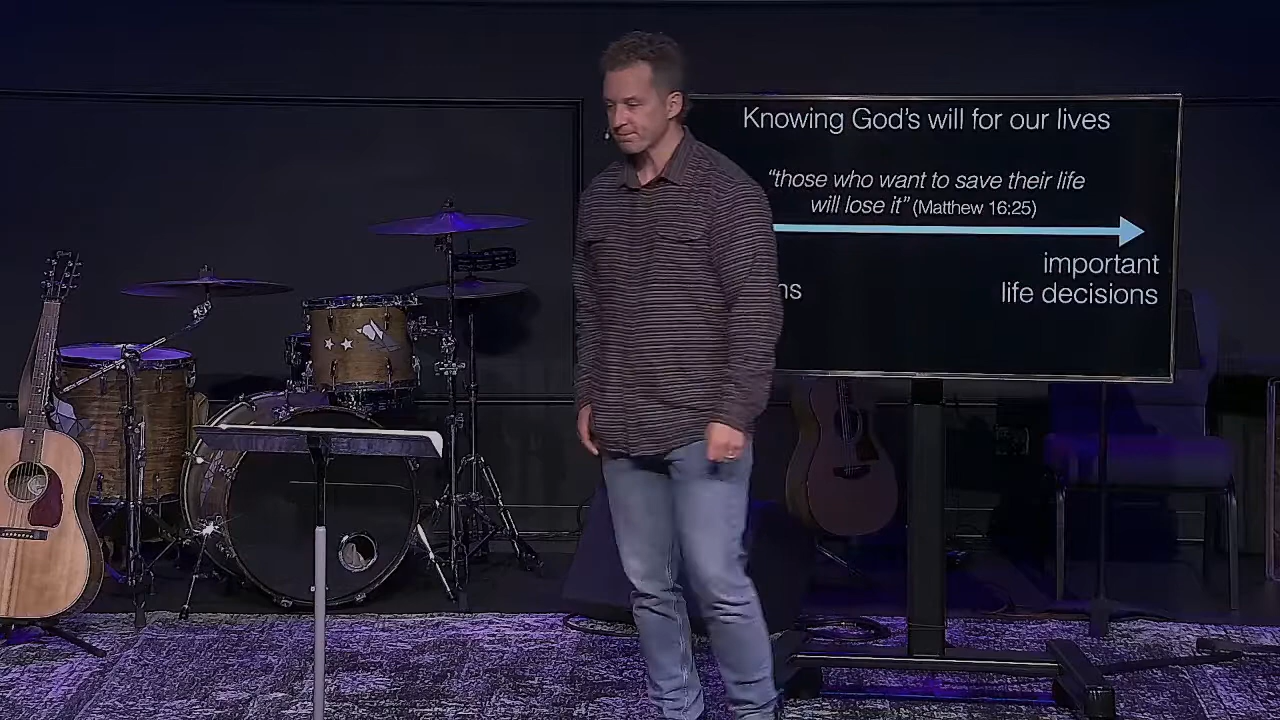 Knowing God's will for our lives
“those who want to save their life
will lose it” (Matthew 16:25)
important
ns
life decisions